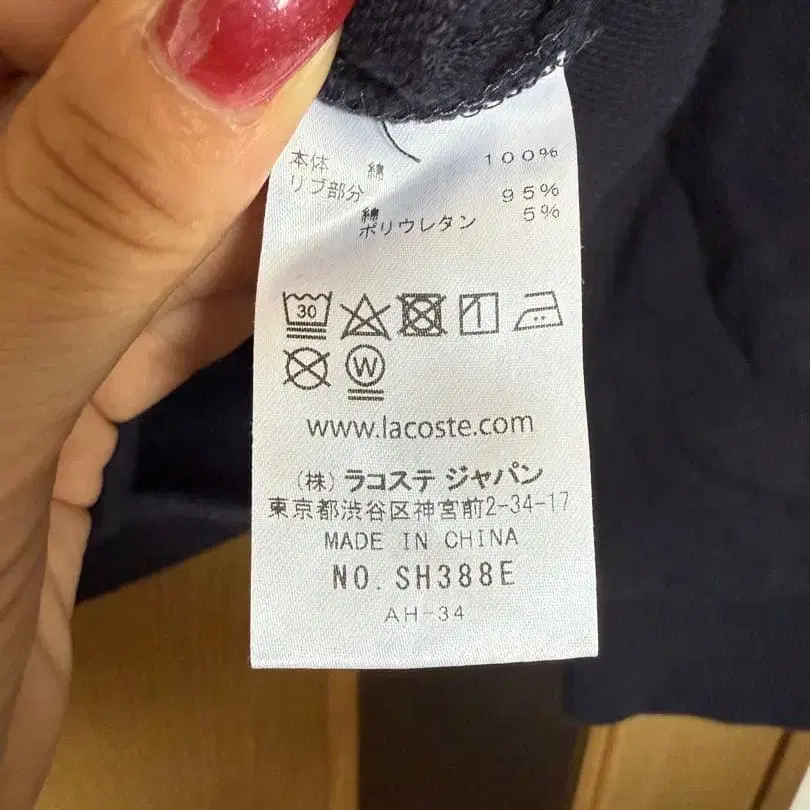 本体 綿 100%
リブ部分
綿 95%
ポリウレタン 5%
30
W
www.lacoste.com
(株) ラコステ ジャパン
東京都渋谷区神宮前2-34-17
MADE IN CHINA
NO. SH388E
AH-34